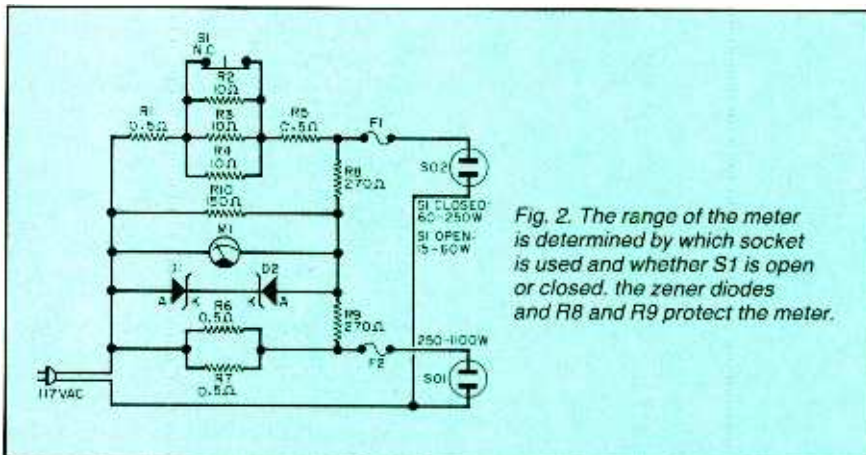 S1
N.C
R2
10Ω
R1
0.5Ω
R3
10Ω
R5
0.5Ω
F1
R4
10Ω
R8
270Ω
SO2
R10
150Ω
S1 CLOSED:
60-250W
M1
S1 OPEN:
15-60W
D1
D2
A
K
K
A
R6
0.5Ω
R9
270Ω
250-1100W
R7
0.5Ω
F2
SO1
117VAC
Fig. 2. The range of the meter
is determined by which socket
is used and whether S1 is open
or closed. the zener diodes
and R8 and R9 protect the meter.